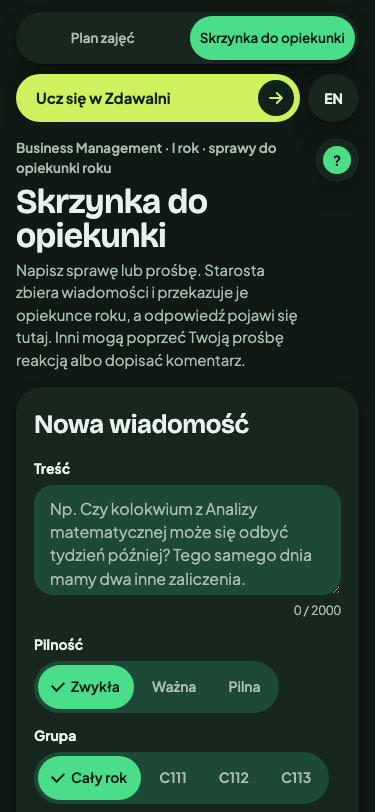 Plan zajęć
Skrzynka do opiekunki
Ucz się w Zdawalni
EN
Business Management · I rok · sprawy do
opiekunki roku
?
Skrzynka do
opiekunki
Napisz sprawę lub prośbę. Starosta
zbiera wiadomości i przekazuje je
opiekunce roku, a odpowiedź pojawi się
tutaj. Inni mogą poprzeć Twoją prośbę
reakcją albo dopisać komentarz.
Nowa wiadomość
Treść
Np. Czy kolokwium z Analizy
matematycznej może się odbyć
tydzień później? Tego samego dnia
mamy dwa inne zaliczenia.
0 / 2000
Pilność
Zwykła
Ważna
Pilna
Grupa
Cały rok
C111
C112
C113